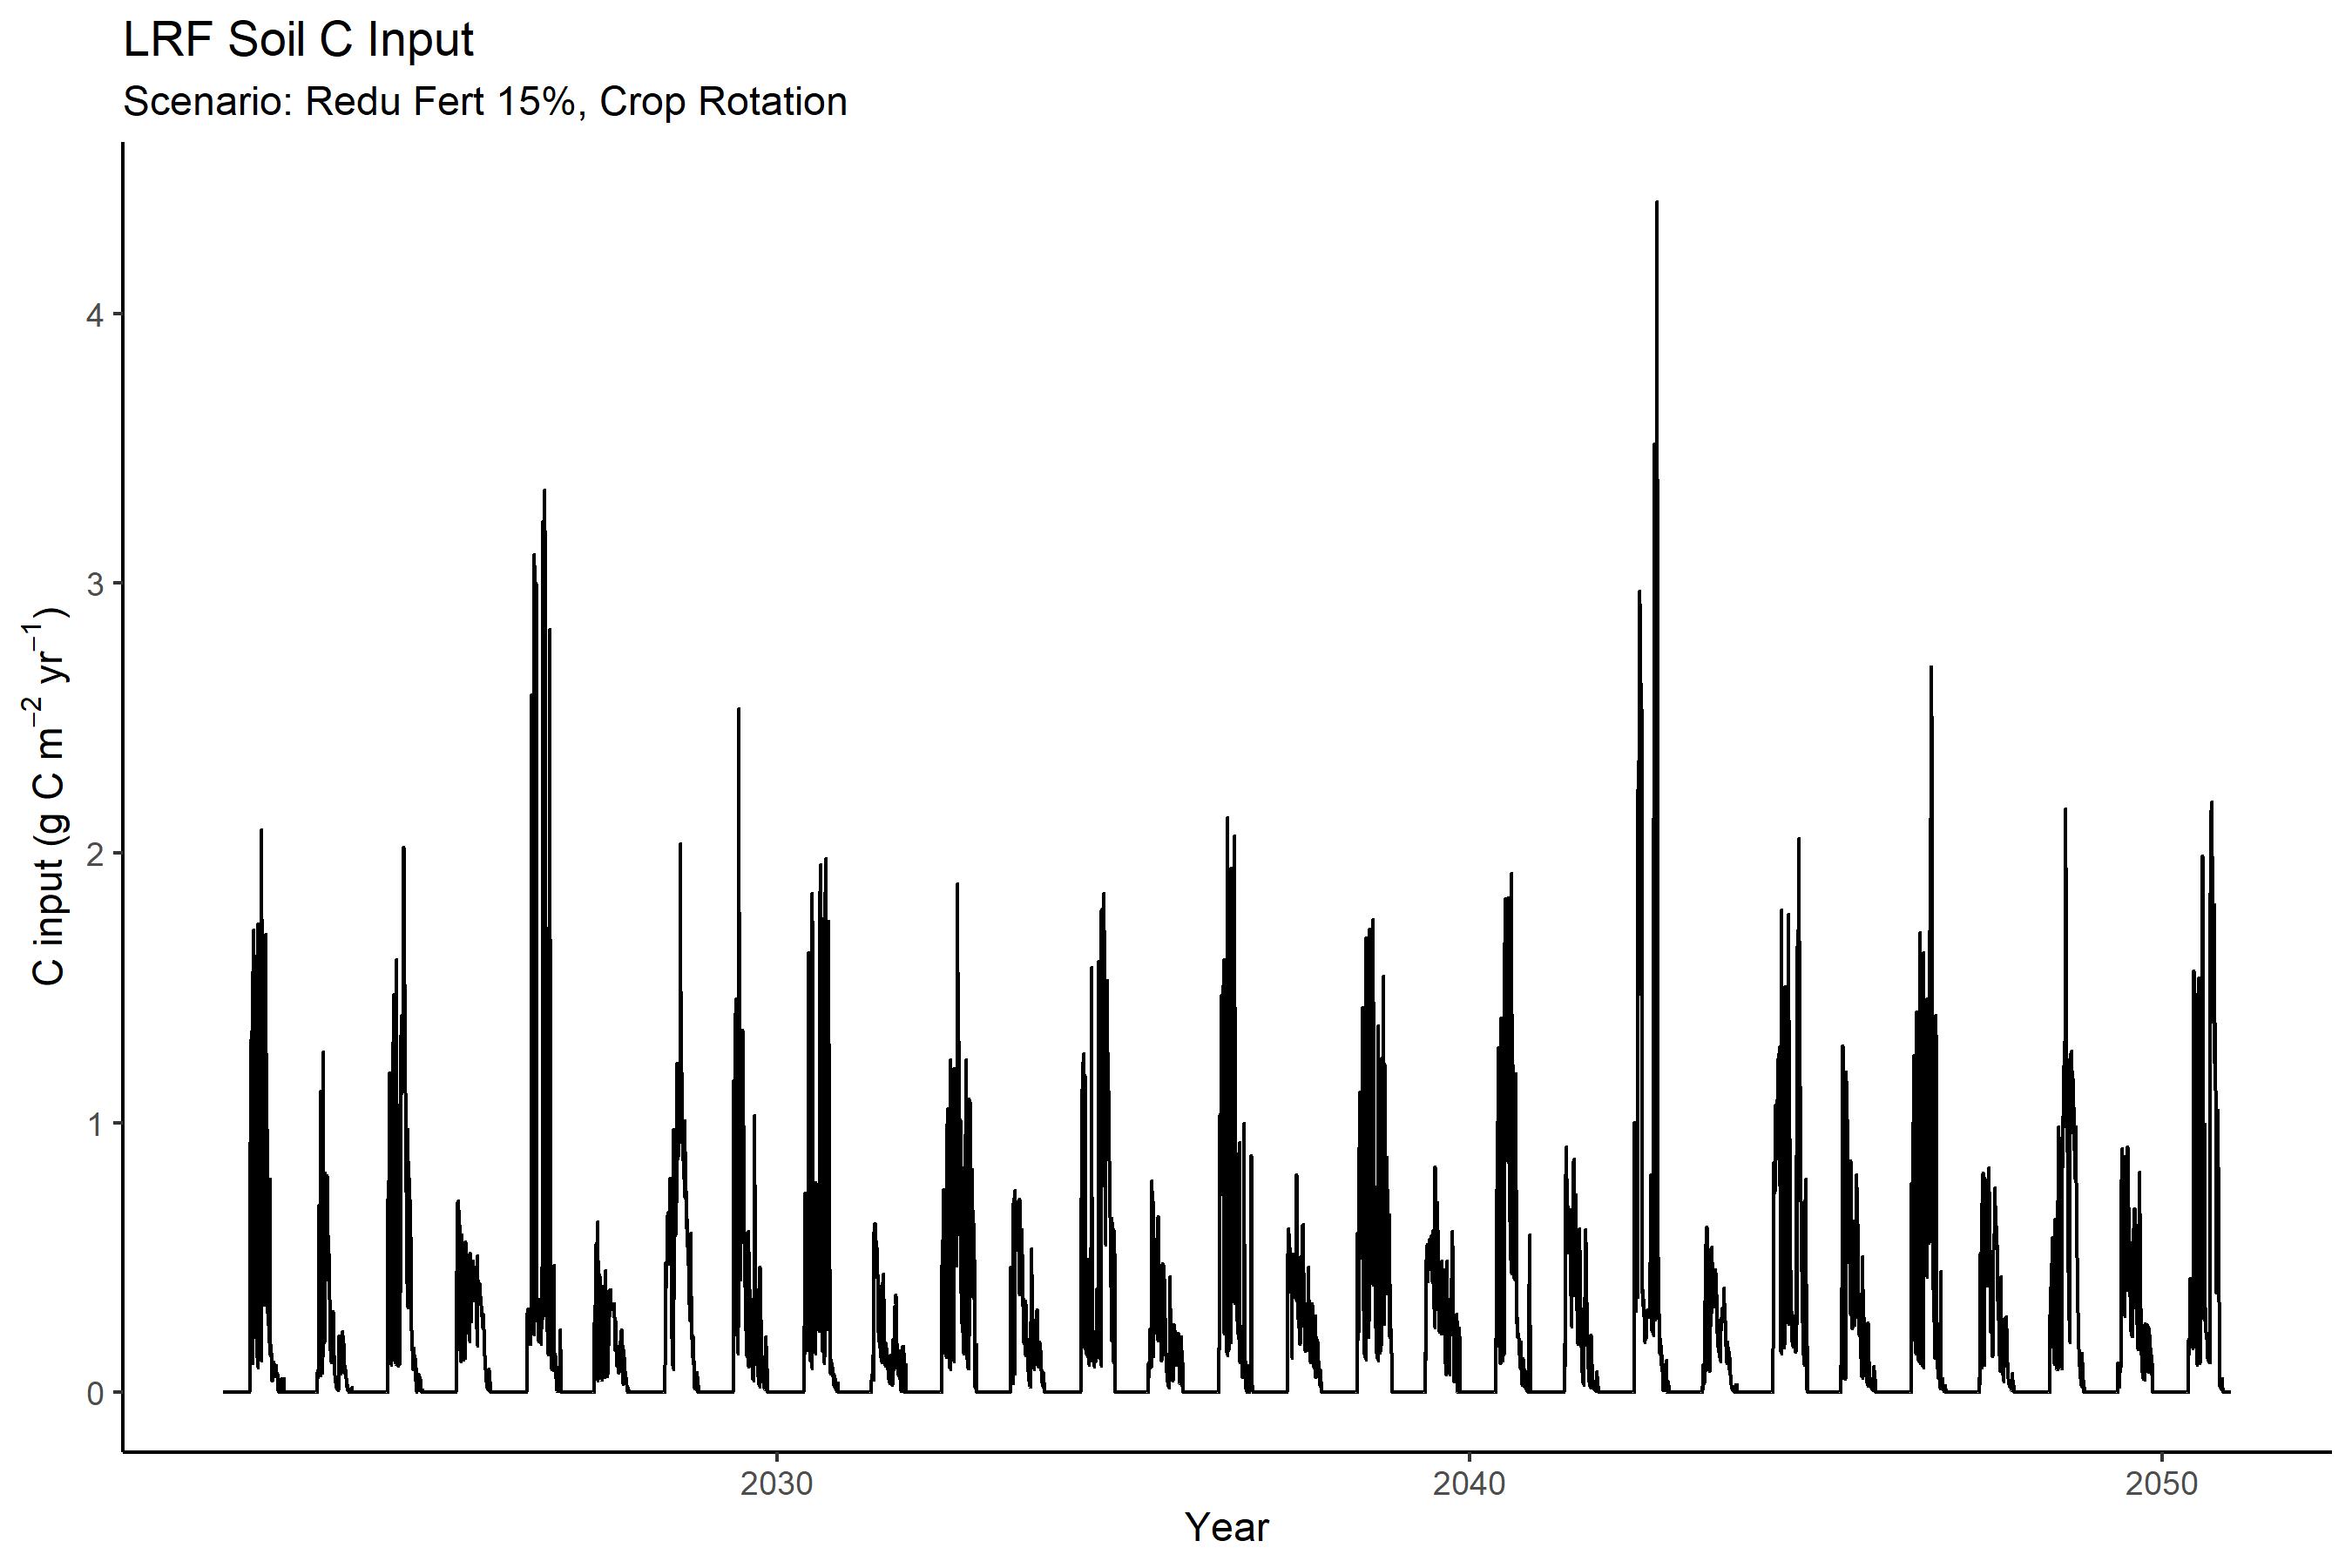 LRF Soil C Input
Scenario: Redu Fert 15%, Crop Rotation
C input (g C m⁻² yr⁻¹)
4
3
2
1
0
2030
2040
2050
Year